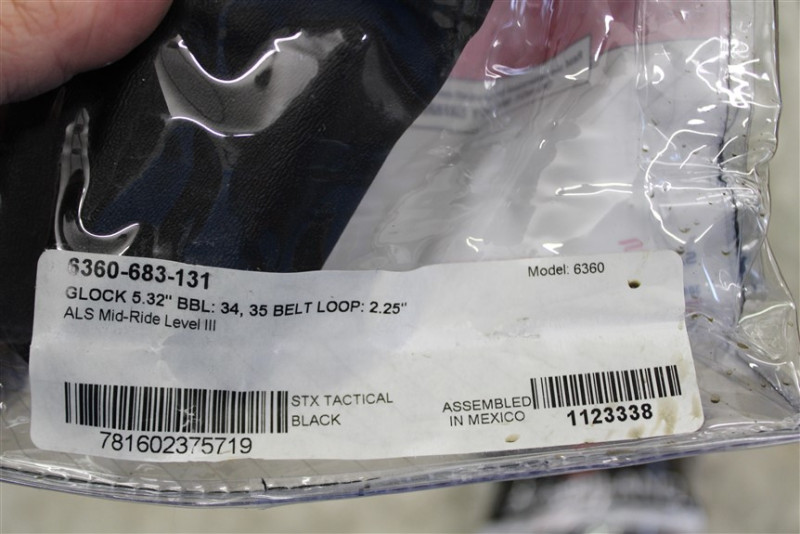 6360-683-131
Model: 6360
GLOCK 5.32" BBL: 34, 35 BELT LOOP: 2.25"
ALS Mid-Ride Level III
STX TACTICAL
BLACK
ASSEMBLED
IN MEXICO
781602375719
1123338